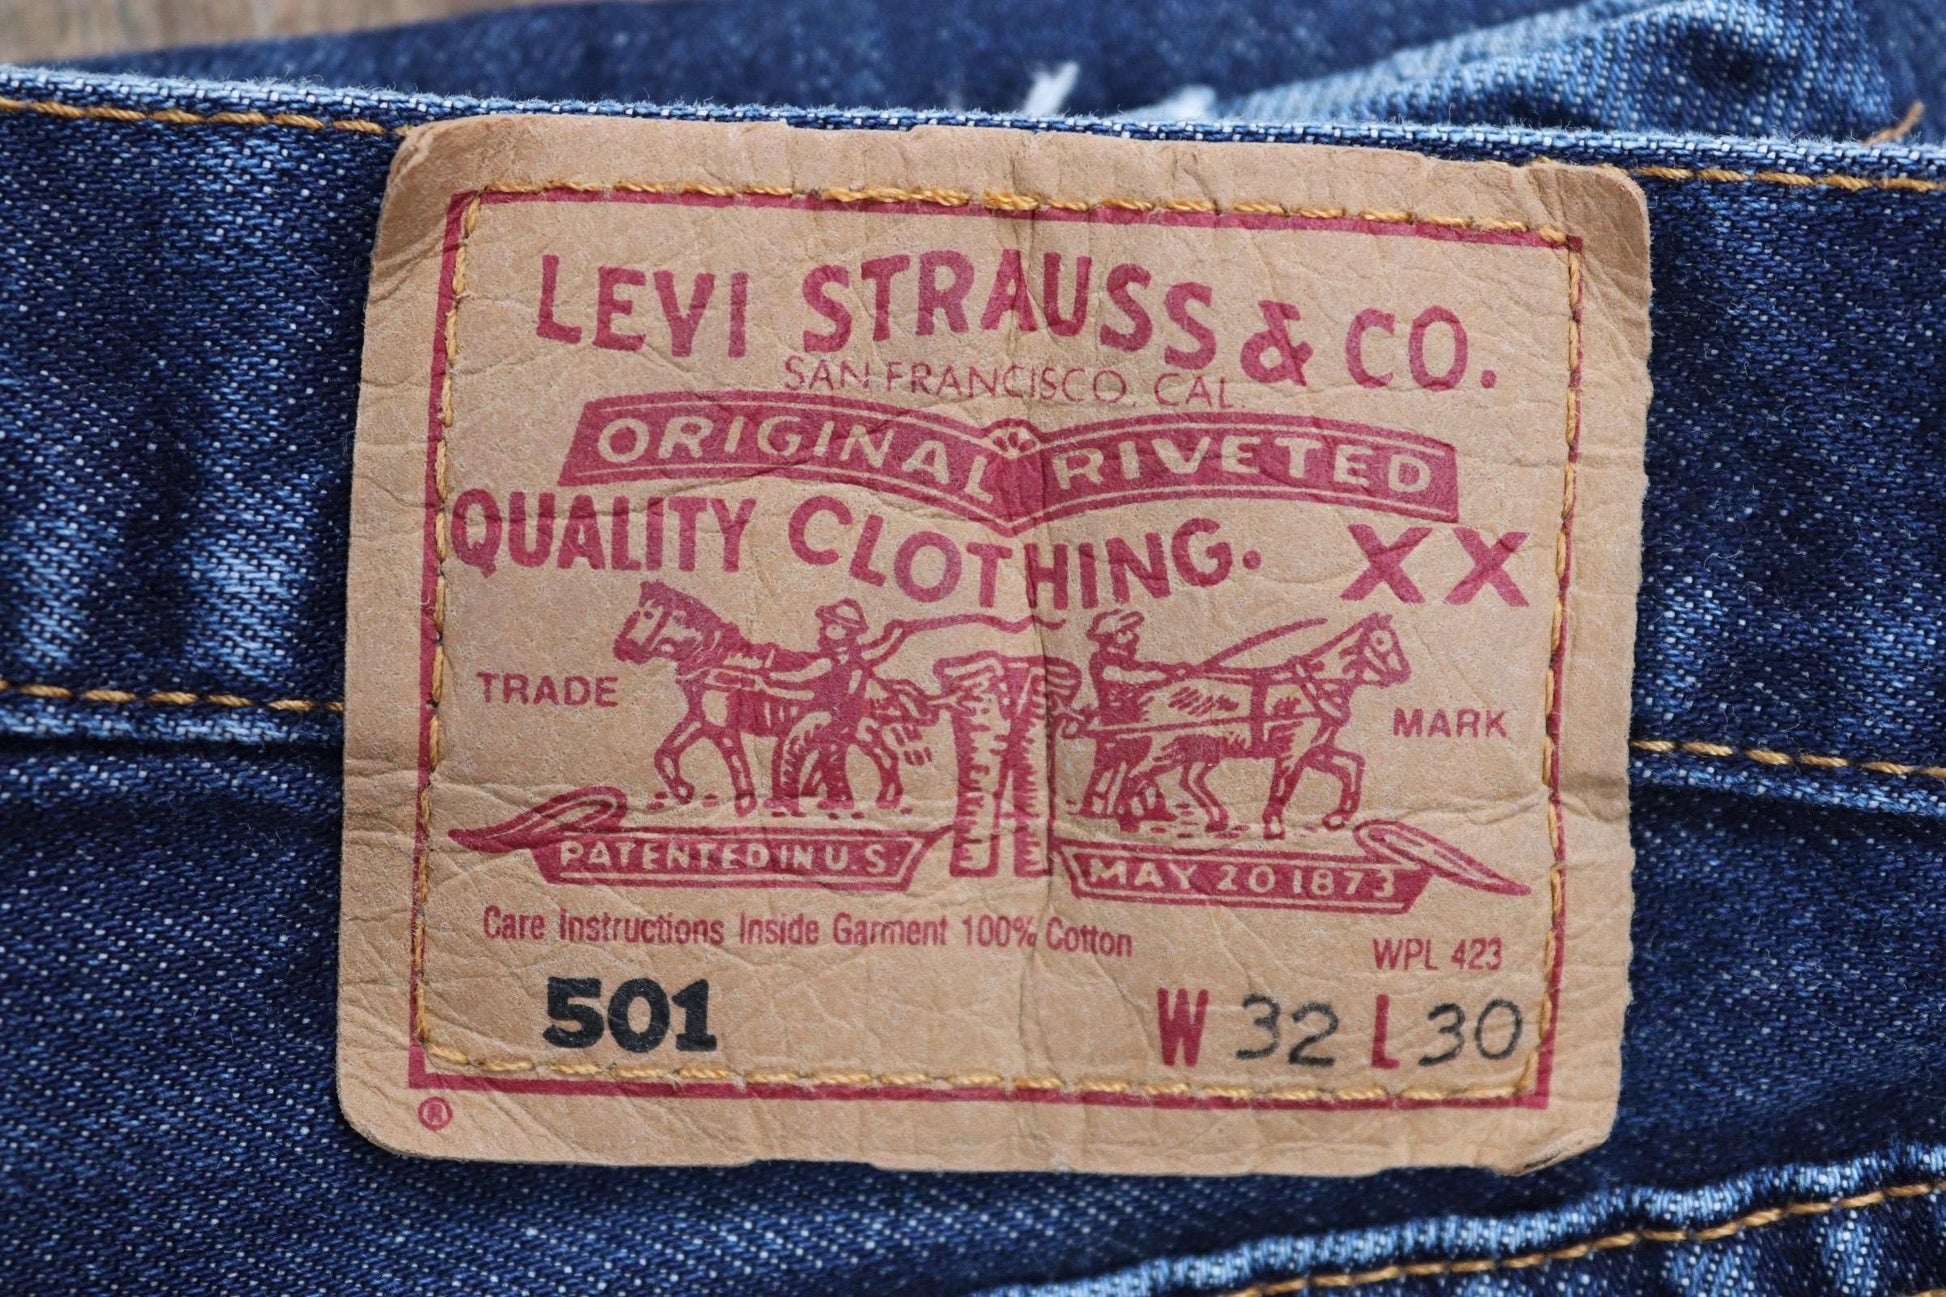 LEVI STRAUSS & CO.
SAN FRANCISCO, CAL.
ORIGINAL RIVETED
QUALITY CLOTHING. XX
TRADE MARK
PATENTED IN U.S. MAY 20 1873
Care Instructions Inside Garment 100% Cotton
WPL 423
501 W 32 L 30
®